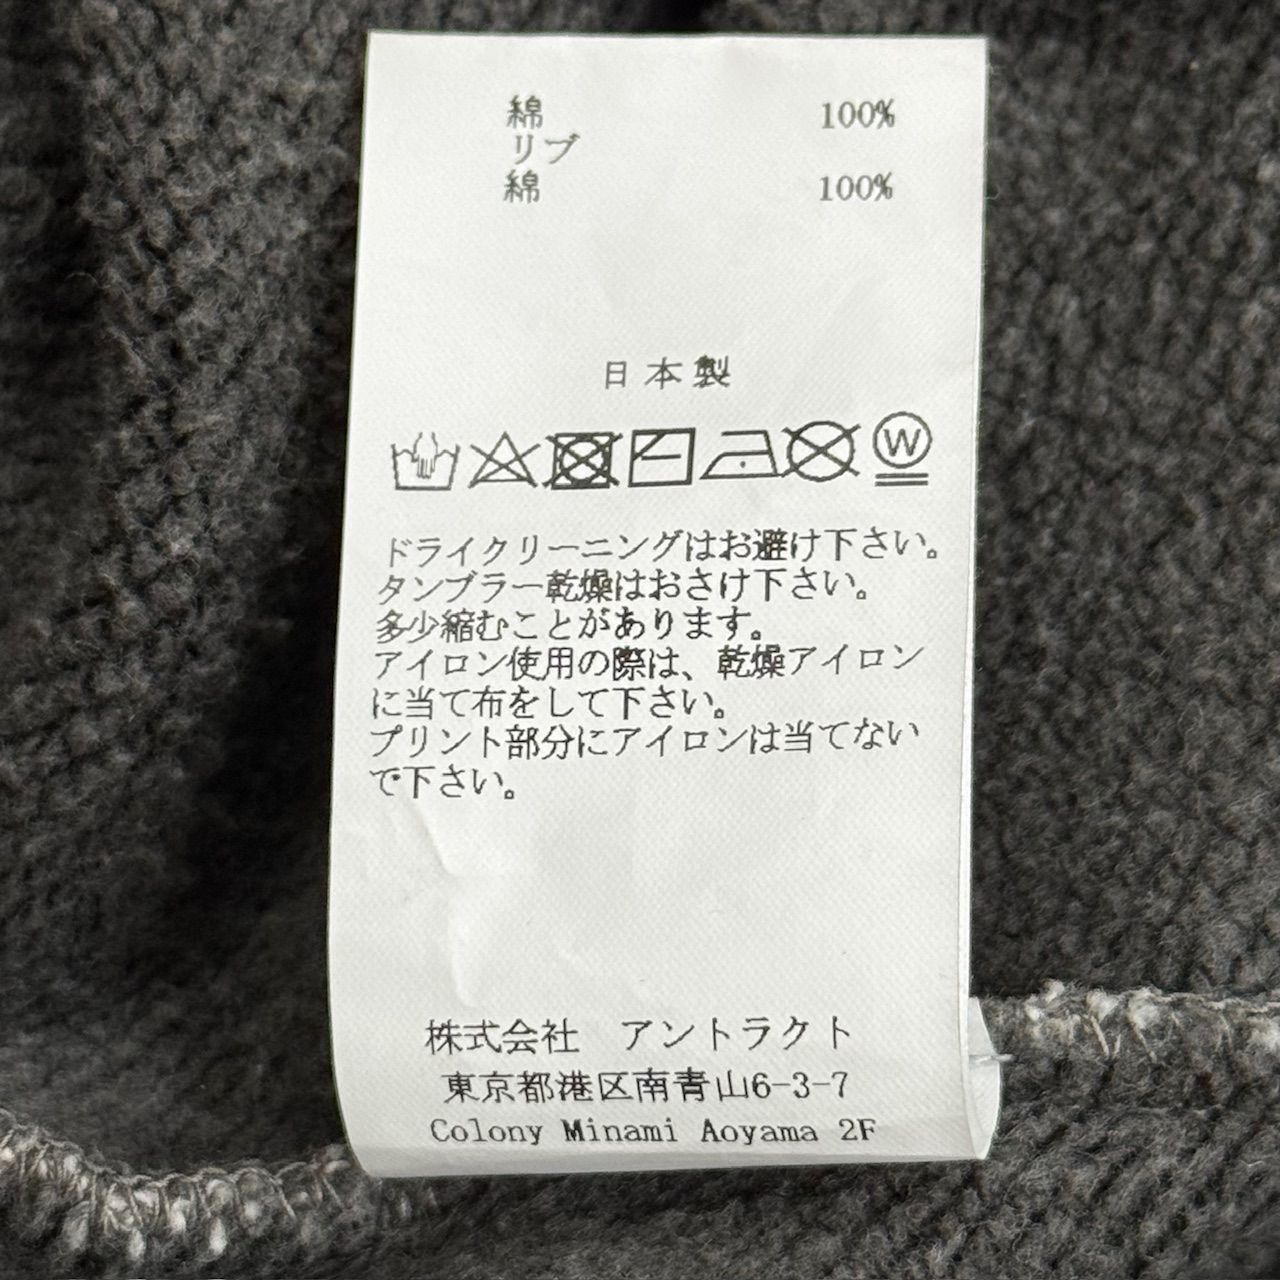 綿 100%
リブ
綿 100%
日本製
W
ドライクリーニングはお避け下さい。
タンブラー乾燥はおさけ下さい。
多少縮むことがあります。
アイロン使用の際は、乾燥アイロン
に当て布をして下さい。
プリント部分にアイロンは当てない
で下さい。
株式会社 アントラクト
東京都港区南青山6-3-7
Colony Minami Aoyama 2F